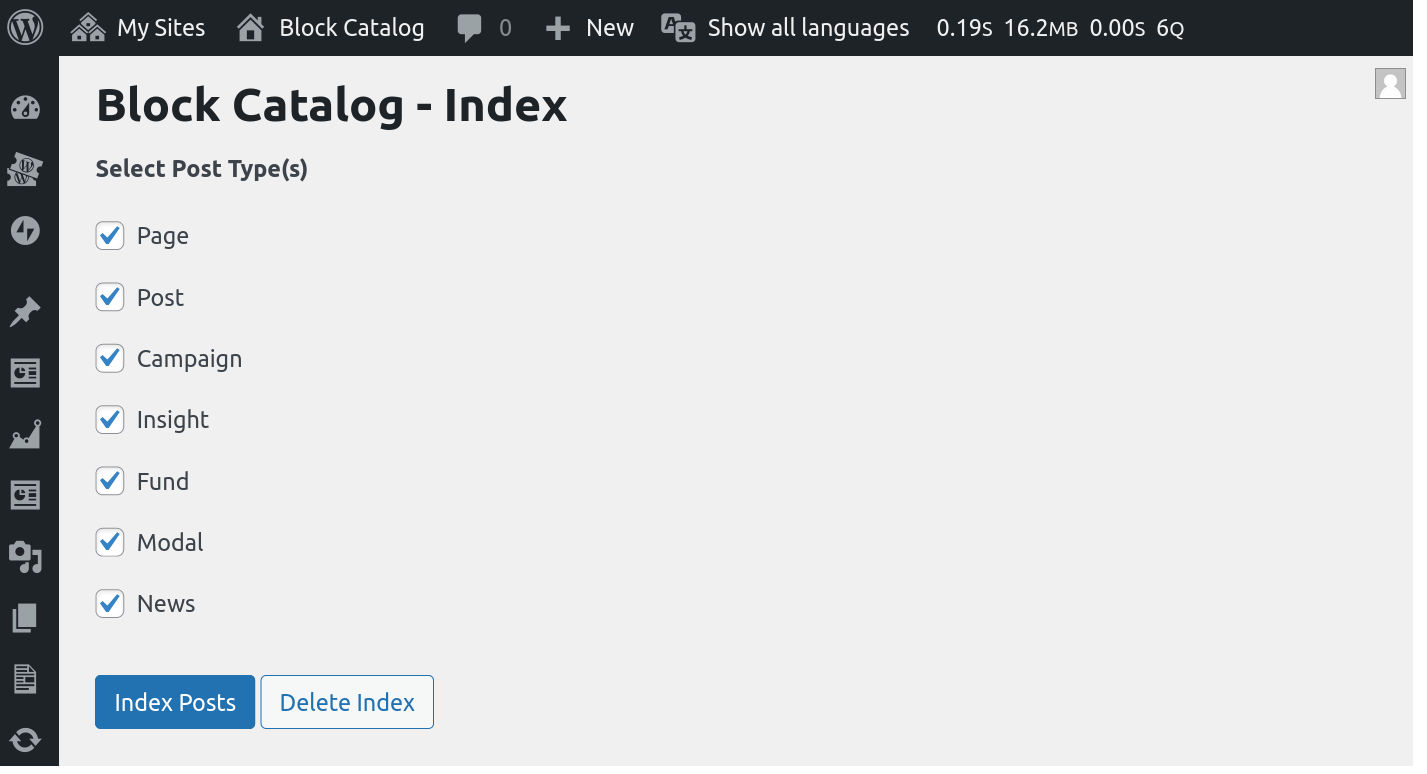 My Sites Block Catalog 0 New Show all languages 0.19S 16.2MB 0.00S 6Q
Block Catalog - Index
Select Post Type(s)
Page
Post
Campaign
Insight
Fund
Modal
News
Index Posts Delete Index